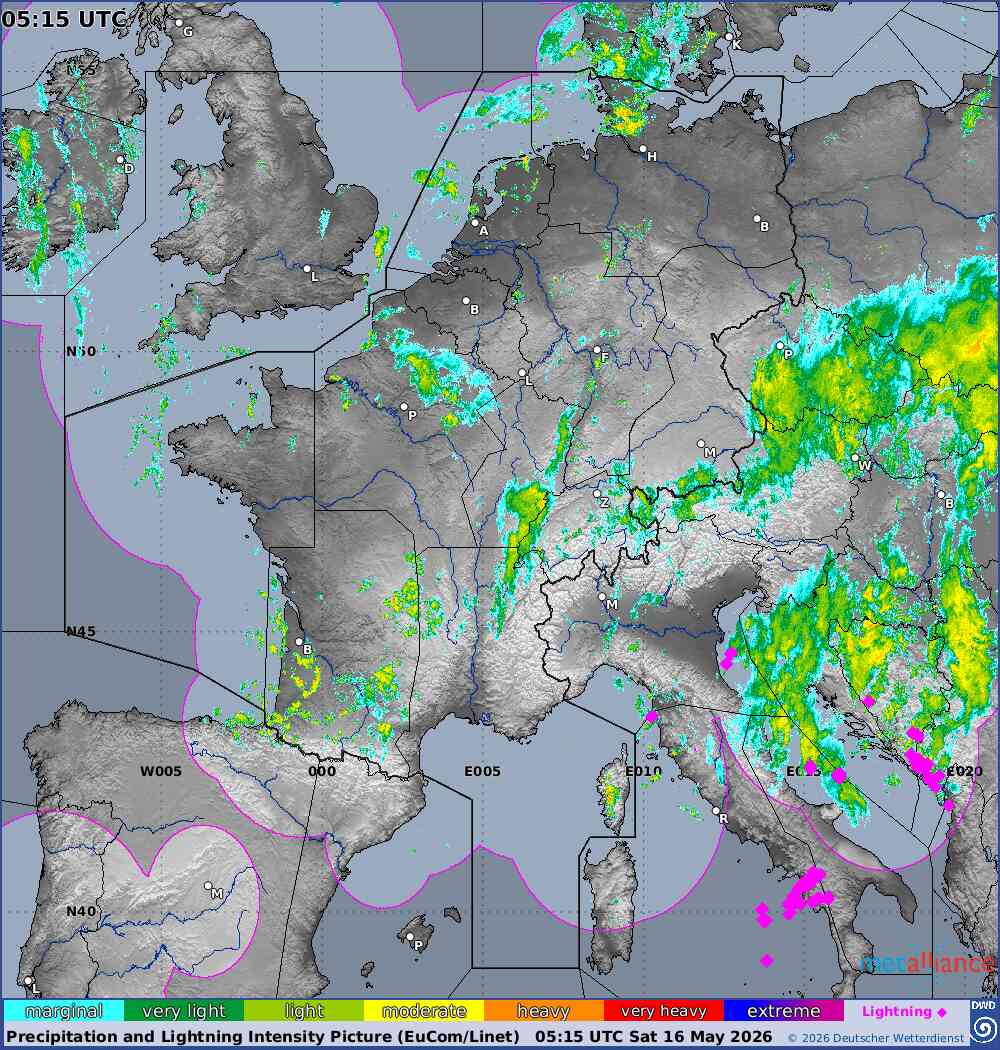 05:15 UTC
G
K
N55
D
H
A
B
L
B
N50
P
F
L
P
M
W
Z
B
M
N45
B
W005
000
E005
E010
E015
E020
R
M
N40
P
L
metalliance
marginal very light light moderate heavy very heavy extreme Lightning
DWD
Precipitation and Lightning Intensity Picture (EuCom/Linet) 05:15 UTC Sat 16 May 2026 © 2026 Deutscher Wetterdienst